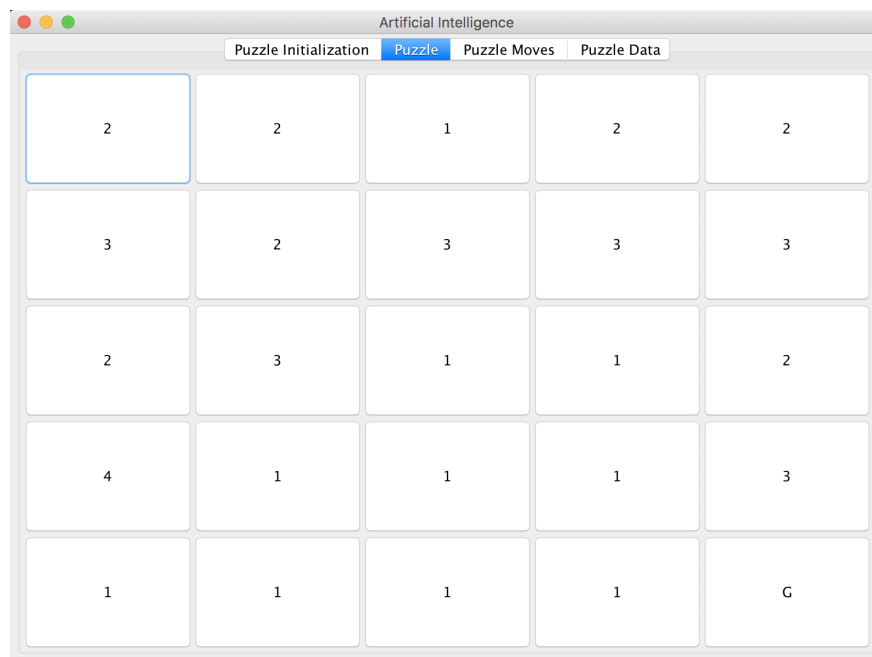 Artificial Intelligence
Puzzle Initialization Puzzle Puzzle Moves Puzzle Data
2 2 1 2 2
3 2 3 3 3
2 3 1 1 2
4 1 1 1 3
1 1 1 1 G